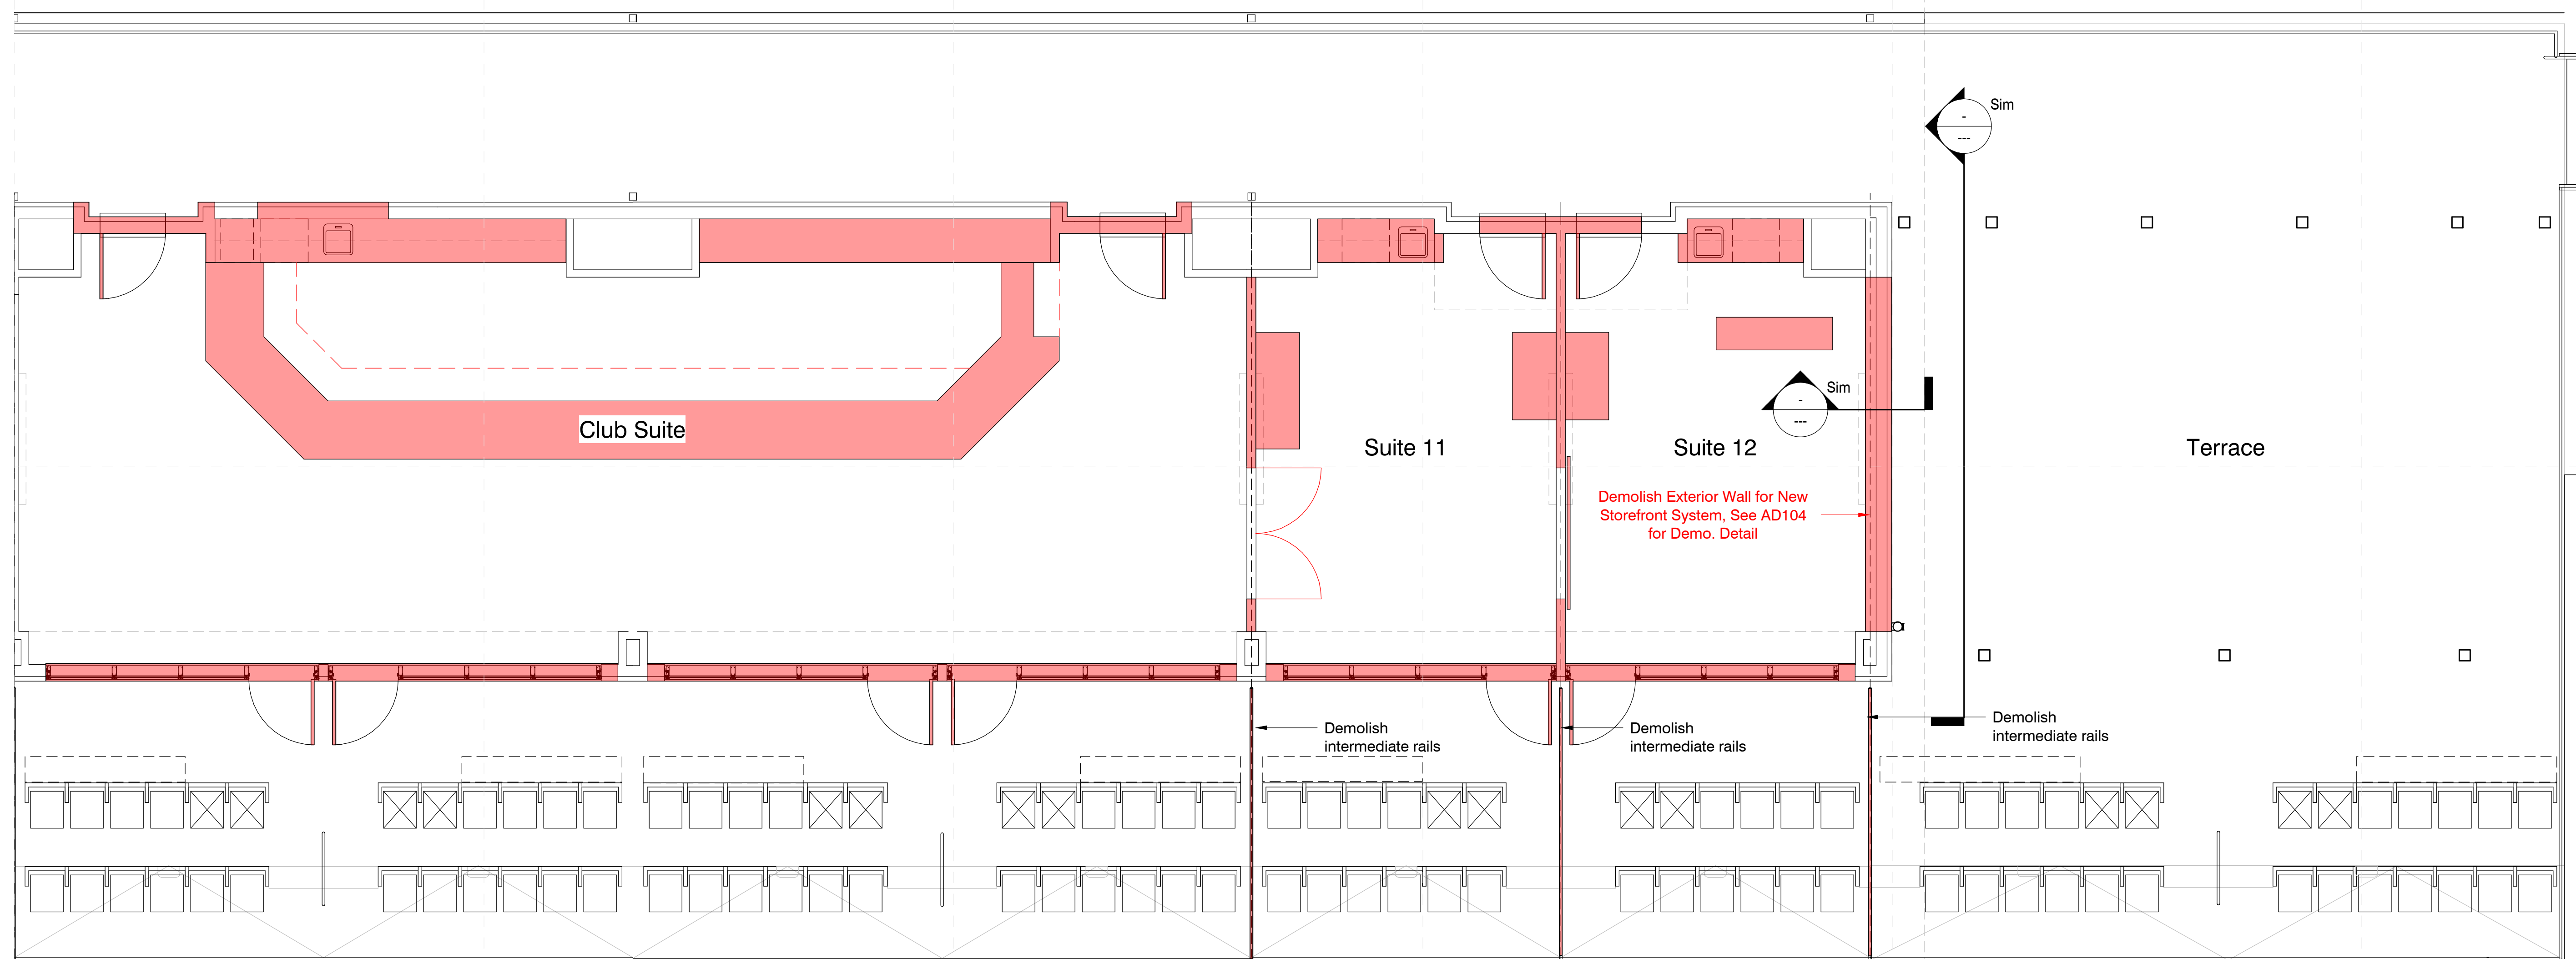 Sim
-
---
Sim
-
---
Club Suite
Suite 11
Suite 12
Terrace
Demolish Exterior Wall for New
Storefront System, See AD104
for Demo. Detail
Demolish
intermediate rails
Demolish
intermediate rails
Demolish
intermediate rails